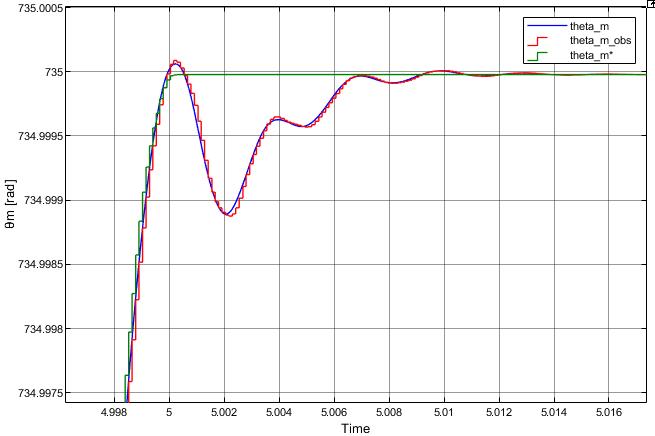 735.0005
735
734.9995
734.999
734.9985
734.998
734.9975
θm [rad]
theta_m
theta_m_obs
theta_m*
4.998 5 5.002 5.004 5.006 5.008 5.01 5.012 5.014 5.016
Time